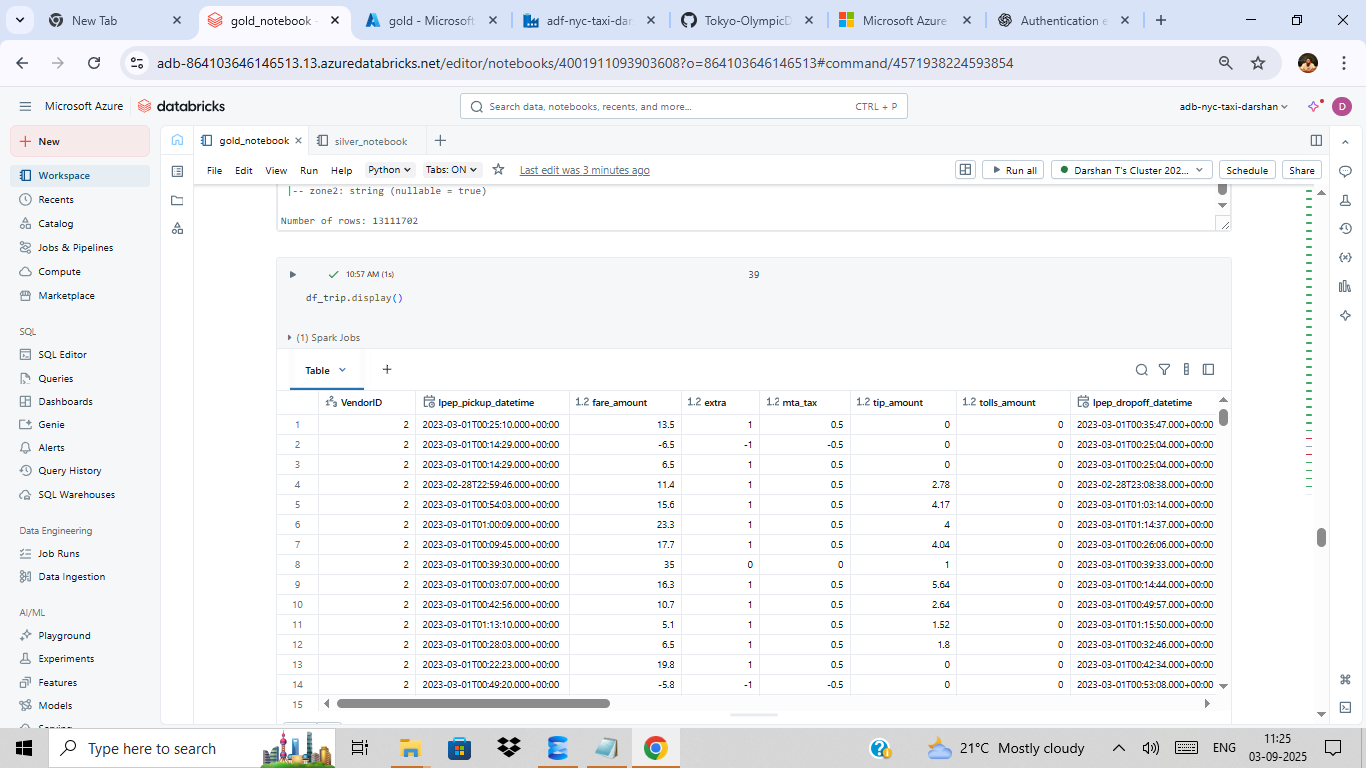 New Tab
gold_notebook -
gold - Microsoft
adf-nyc-taxi-dar
Tokyo-OlympicD
Microsoft Azure
Authentication e
adb-864103646146513.13.azuredatabricks.net/editor/notebooks/4001911093903608?o=864103646146513#command/4571938224593854
Microsoft Azure databricks
Search data, notebooks, recents, and more... CTRL + P
adb-nyc-taxi-darshan
D
New
Workspace
Recents
Catalog
Jobs & Pipelines
Compute
Marketplace
SQL
SQL Editor
Queries
Dashboards
Genie
Alerts
Query History
SQL Warehouses
Data Engineering
Job Runs
Data Ingestion
AI/ML
Playground
Experiments
Features
Models
gold_notebook silver_notebook
File Edit View Run Help Python Tabs: ON Last edit was 3 minutes ago Run all Darshan T's Cluster 202... Schedule Share
|-- zone2: string (nullable = true)
Number of rows: 13111702
10:57 AM (1s) 39
df_trip.display()
(1) Spark Jobs
Table
VendorID lpep_pickup_datetime 1.2 fare_amount 1.2 extra 1.2 mta_tax 1.2 tip_amount 1.2 tolls_amount lpep_dropoff_datetime
1 2 2023-03-01T00:25:10.000+00:00 13.5 1 0.5 0 0 2023-03-01T00:35:47.000+00:00
2 2 2023-03-01T00:14:29.000+00:00 -6.5 -1 -0.5 0 0 2023-03-01T00:25:04.000+00:00
3 2 2023-03-01T00:14:29.000+00:00 6.5 1 0.5 0 0 2023-03-01T00:25:04.000+00:00
4 2 2023-02-28T22:59:46.000+00:00 11.4 1 0.5 2.78 0 2023-02-28T23:08:38.000+00:00
5 2 2023-03-01T00:54:03.000+00:00 15.6 1 0.5 4.17 0 2023-03-01T01:03:14.000+00:00
6 2 2023-03-01T01:00:09.000+00:00 23.3 1 0.5 4 0 2023-03-01T01:14:37.000+00:00
7 2 2023-03-01T00:09:45.000+00:00 17.7 1 0.5 4.04 0 2023-03-01T00:26:06.000+00:00
8 2 2023-03-01T00:39:30.000+00:00 35 0 0 1 0 2023-03-01T00:39:33.000+00:00
9 2 2023-03-01T00:03:07.000+00:00 16.3 1 0.5 5.64 0 2023-03-01T00:14:44.000+00:00
10 2 2023-03-01T00:42:56.000+00:00 10.7 1 0.5 2.64 0 2023-03-01T00:49:57.000+00:00
11 2 2023-03-01T01:13:10.000+00:00 5.1 1 0.5 1.52 0 2023-03-01T01:15:50.000+00:00
12 2 2023-03-01T00:28:03.000+00:00 6.5 1 0.5 1.8 0 2023-03-01T00:32:46.000+00:00
13 2 2023-03-01T00:22:23.000+00:00 19.8 1 0.5 0 0 2023-03-01T00:42:34.000+00:00
14 2 2023-03-01T00:49:20.000+00:00 -5.8 -1 -0.5 0 0 2023-03-01T00:53:08.000+00:00
15
Type here to search
21°C Mostly cloudy
ENG
11:25
03-09-2025